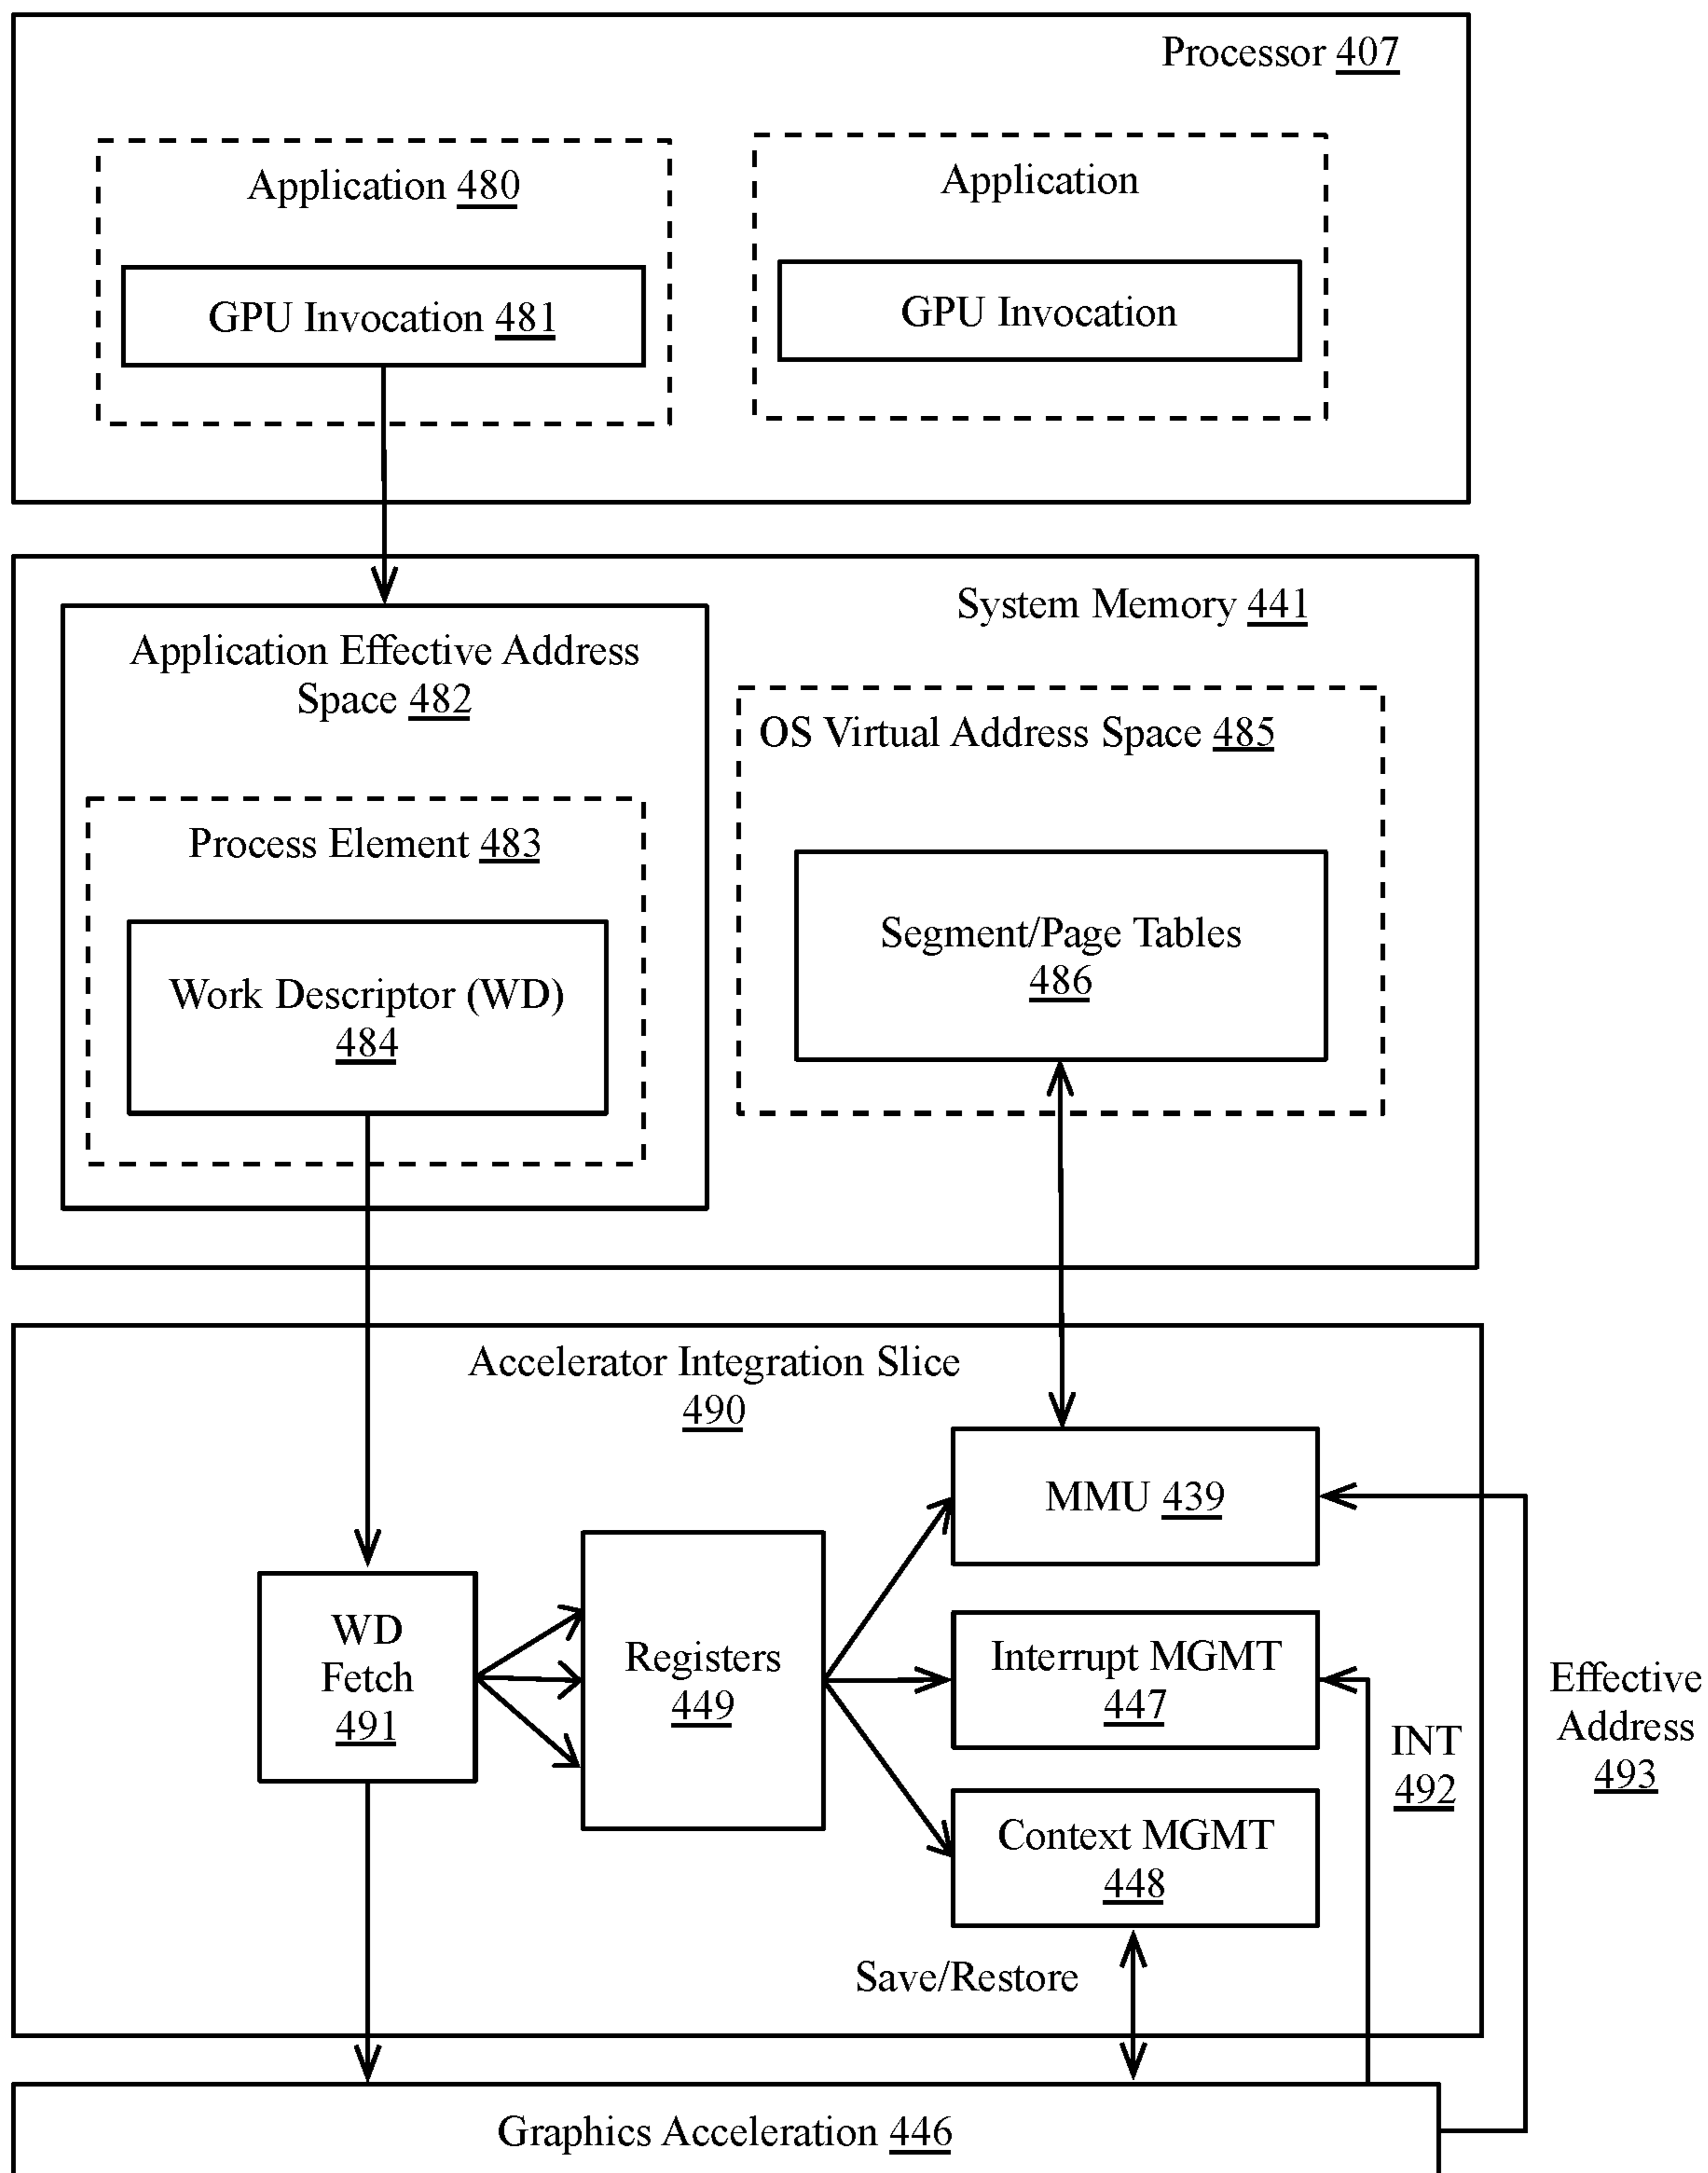 Processor 407
Application 480
Application
GPU Invocation 481
GPU Invocation
System Memory 441
Application Effective Address
Space 482
OS Virtual Address Space 485
Process Element 483
Segment/Page Tables
486
Work Descriptor (WD)
484
Accelerator Integration Slice
490
MMU 439
WD
Fetch
491
Registers
449
Interrupt MGMT
447
Effective
Address
493
INT
492
Context MGMT
448
Save/Restore
Graphics Acceleration 446